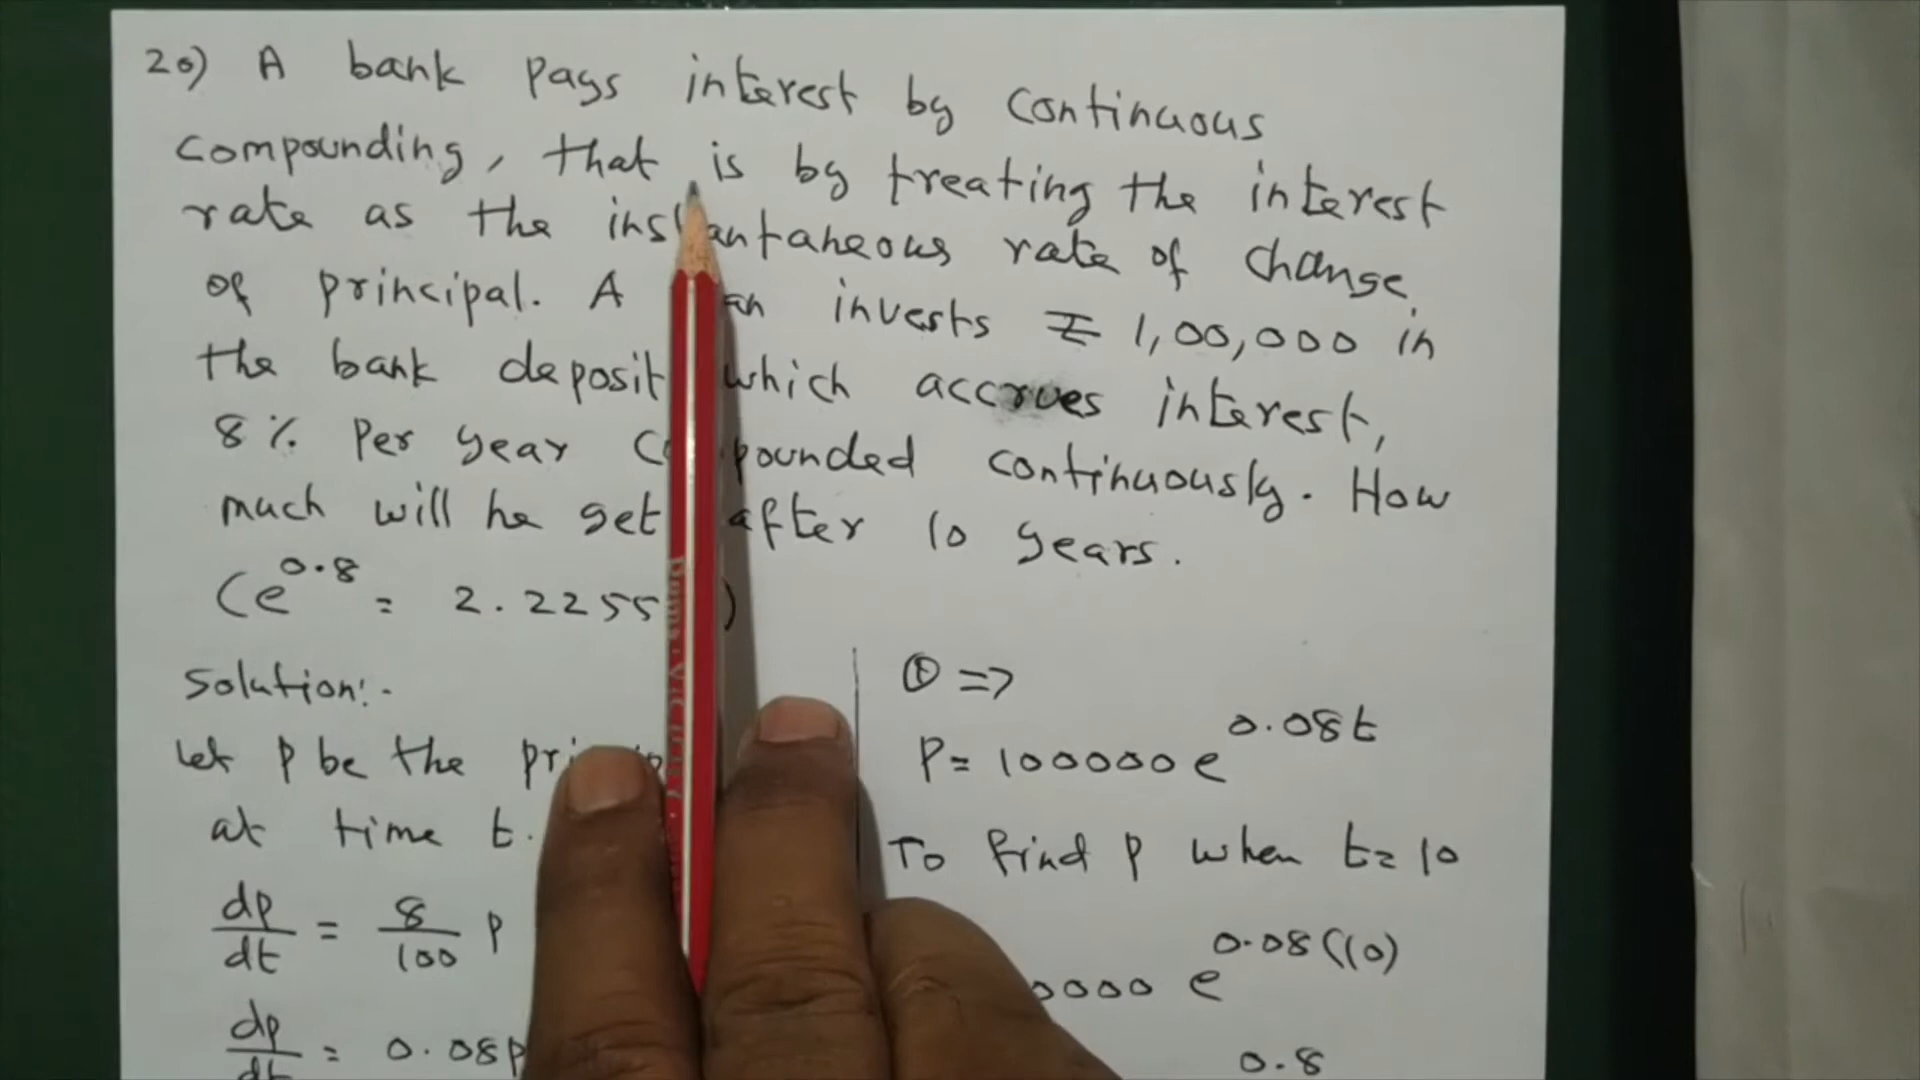 20) A bank pays interest by continuous
compounding, that is by treating the interest
rate as the instantaneous rate of change
of principal. A an invests ₹ 1,00,000 in
the bank deposit which accrues interest,
8% per year c pounded continuously. How
much will he get after 10 years.
(e^0.8 = 2.2255 )
Solution:-
Let P be the
at time t.
dp/dt = 8/100 P
dp/dt = 0.08P
① =>
P = 100000 e^0.08t
To find P when t=10
0000 e^0.08(10)
0.8